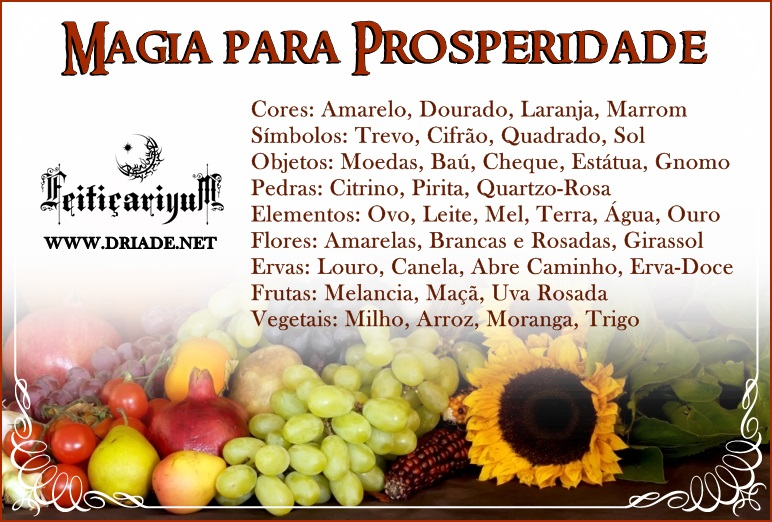 Magia para Prosperidade
Cores: Amarelo, Dourado, Laranja, Marrom
Símbolos: Trevo, Cifrão, Quadrado, Sol
Objetos: Moedas, Baú, Cheque, Estátua, Gnomo
Pedras: Citrino, Pirita, Quartzo-Rosa
Elementos: Ovo, Leite, Mel, Terra, Água, Ouro
Flores: Amarelas, Brancas e Rosadas, Girassol
Ervas: Louro, Canela, Abre Caminho, Erva-Doce
Frutas: Melancia, Maçã, Uva Rosada
Vegetais: Milho, Arroz, Moranga, Trigo
Feitiçariyum
WWW.DRIADE.NET